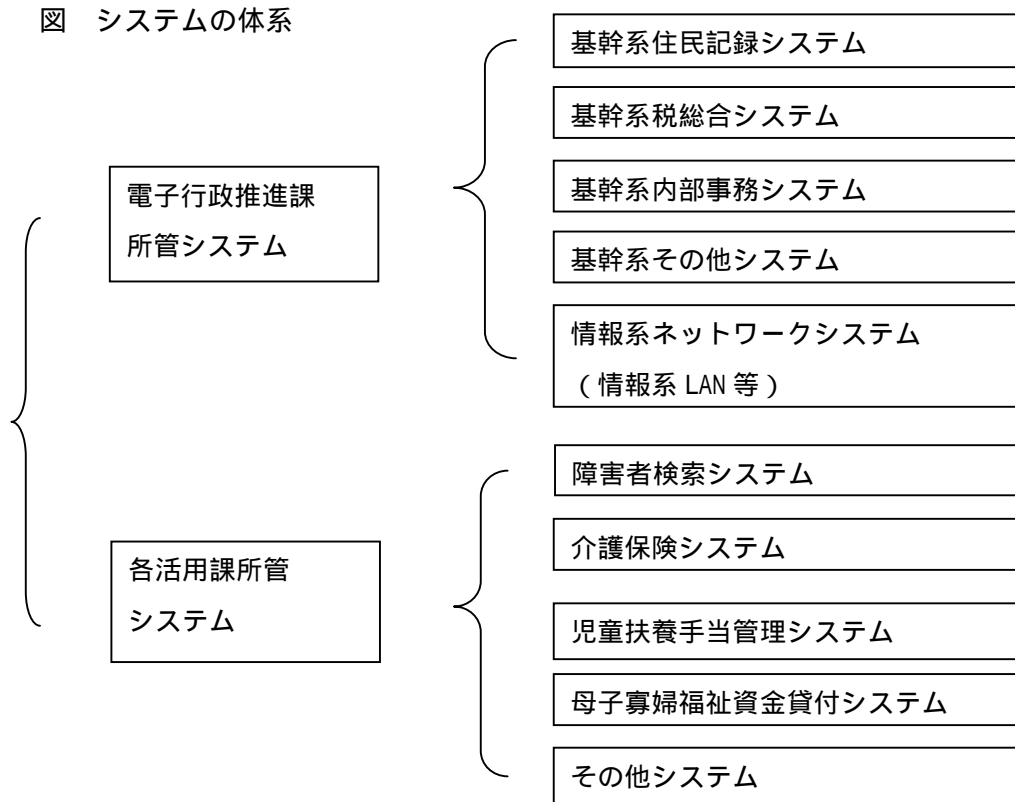 図　システムの体系
基幹系住民記録システム
基幹系税総合システム
電子行政推進課
所管システム
基幹系内部事務システム
基幹系その他システム
情報系ネットワークシステム
（情報系 LAN 等）
障害者検索システム
介護保険システム
各活用課所管
システム
児童扶養手当管理システム
母子寡婦福祉資金貸付システム
その他システム